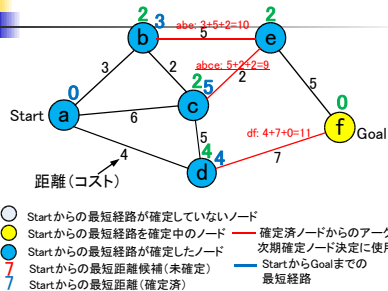 2
3
abe: 3+5+2=10
5
2
b
e
3
2
abce: 5+2+2=9
2
5
2
5
0
0
Start
a
6
c
f
Goal
5
4
4
4
d
df: 4+7+0=11
7
距離(コスト)
Startからの最短経路が確定していないノード
Startからの最短経路を確定中のノード
確定済ノードからのアーク
Startからの最短経路が確定したノード
次期確定ノード決定に使用
7 Startからの最短距離候補(未確定)
StartからGoalまでの
7 Startからの最短距離(確定済)
最短経路